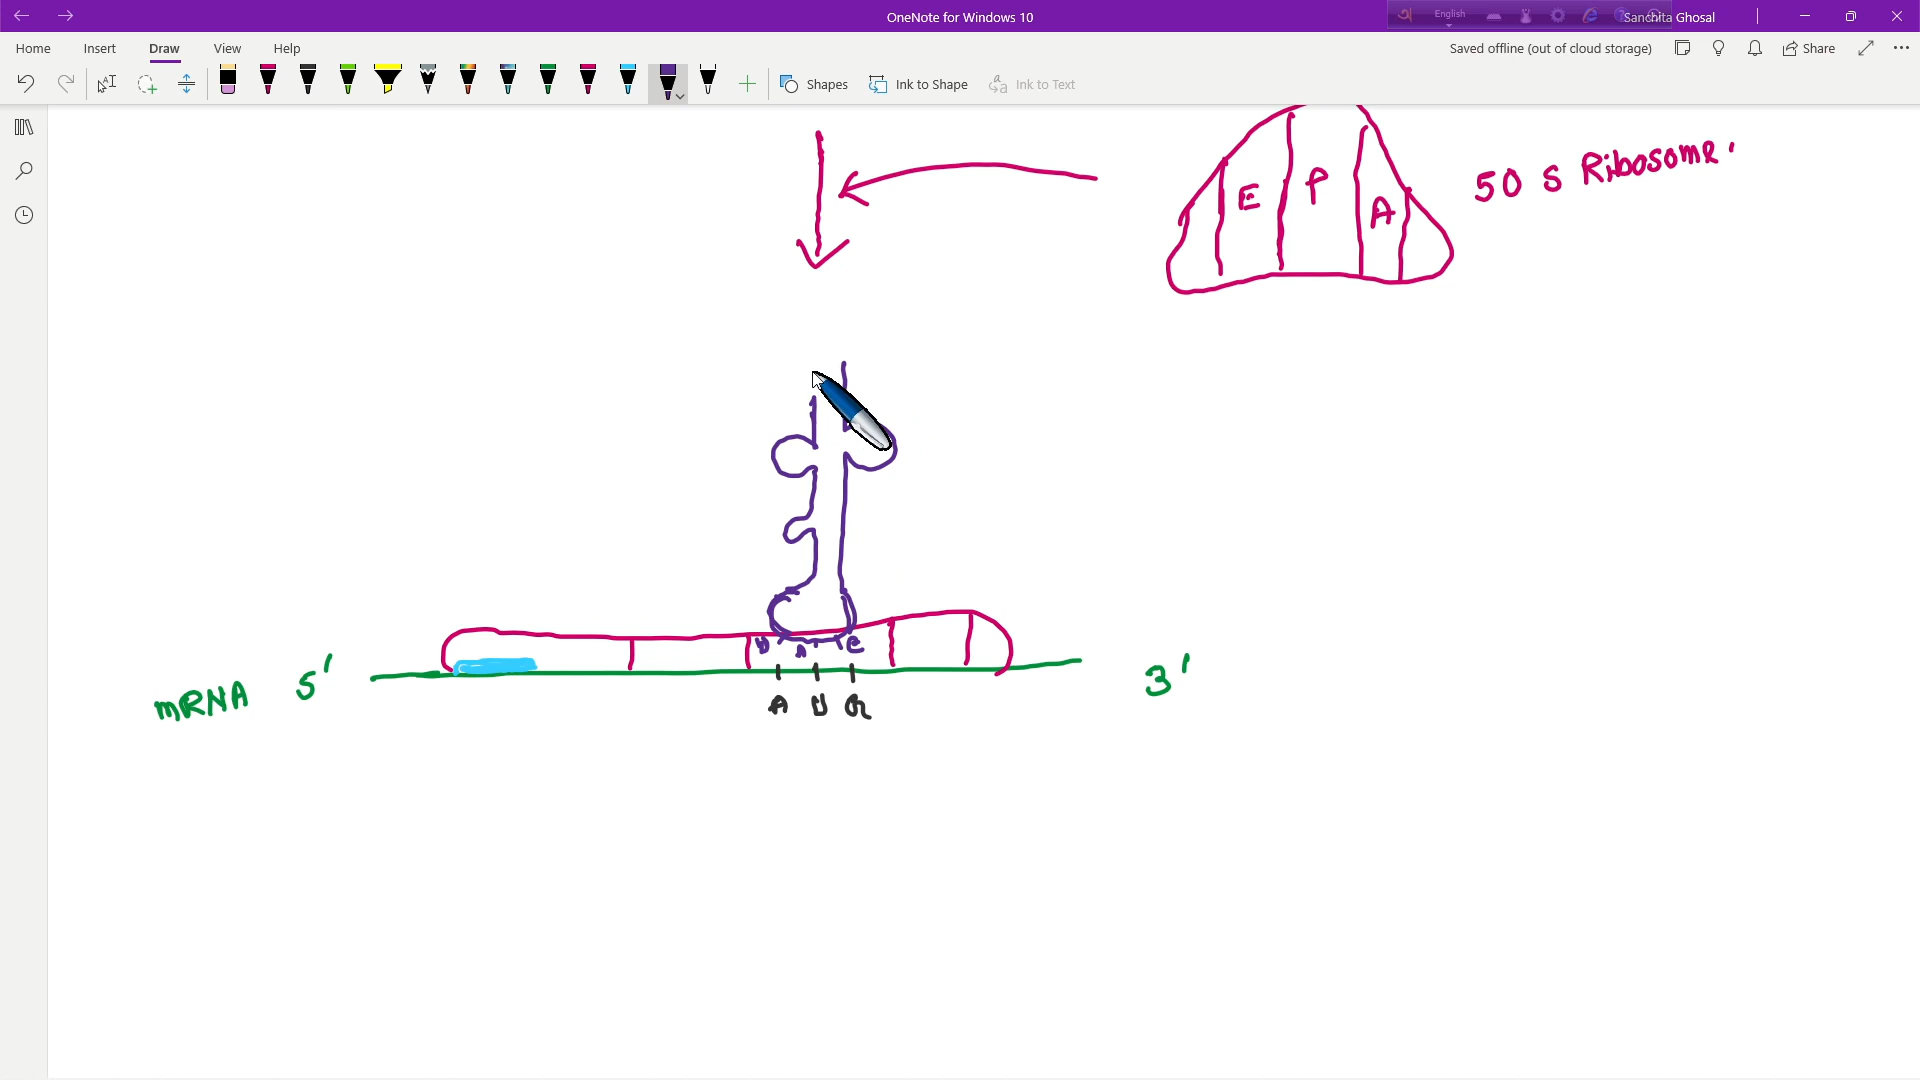 OneNote for Windows 10
English
Sanchita Ghosal
Home Insert Draw View Help
Saved offline (out of cloud storage)
Share
Shapes
Ink to Shape
Ink to Text
E P A
50 S Ribosome
U A C
mRNA 5' 3'
A U G